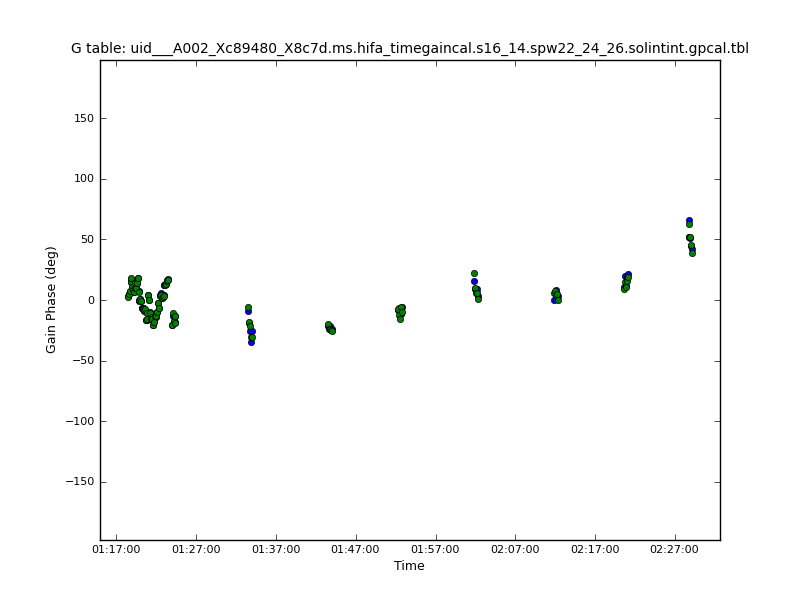 G table: uid___A002_Xc89480_X8c7d.ms.hifa_timegaincal.s16_14.spw22_24_26.solintint.gpcal.tbl
150
100
50
0
−50
−100
−150
Gain Phase (deg)
01:17:00 01:27:00 01:37:00 01:47:00 01:57:00 02:07:00 02:17:00 02:27:00
Time